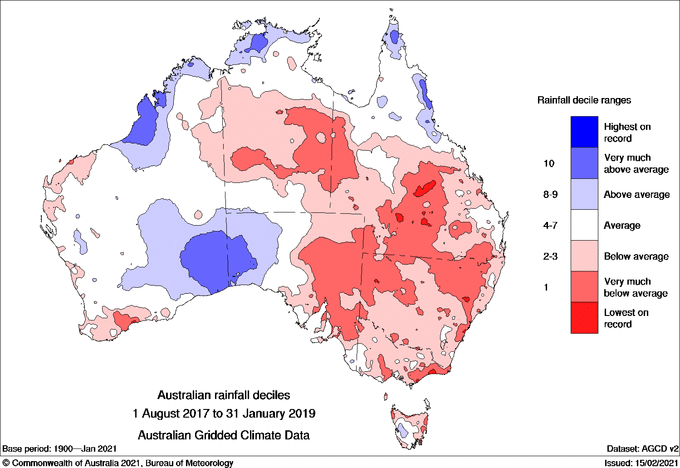 Rainfall decile ranges
Highest on
record
10 Very much
above average
8-9 Above average
4-7 Average
2-3 Below average
1 Very much
below average
Lowest on
record
Australian rainfall deciles
1 August 2017 to 31 January 2019
Australian Gridded Climate Data
Base period: 1900—Jan 2021
Dataset: AGCD v2
© Commonwealth of Australia 2021, Bureau of Meteorology
Issued: 15/02/2021